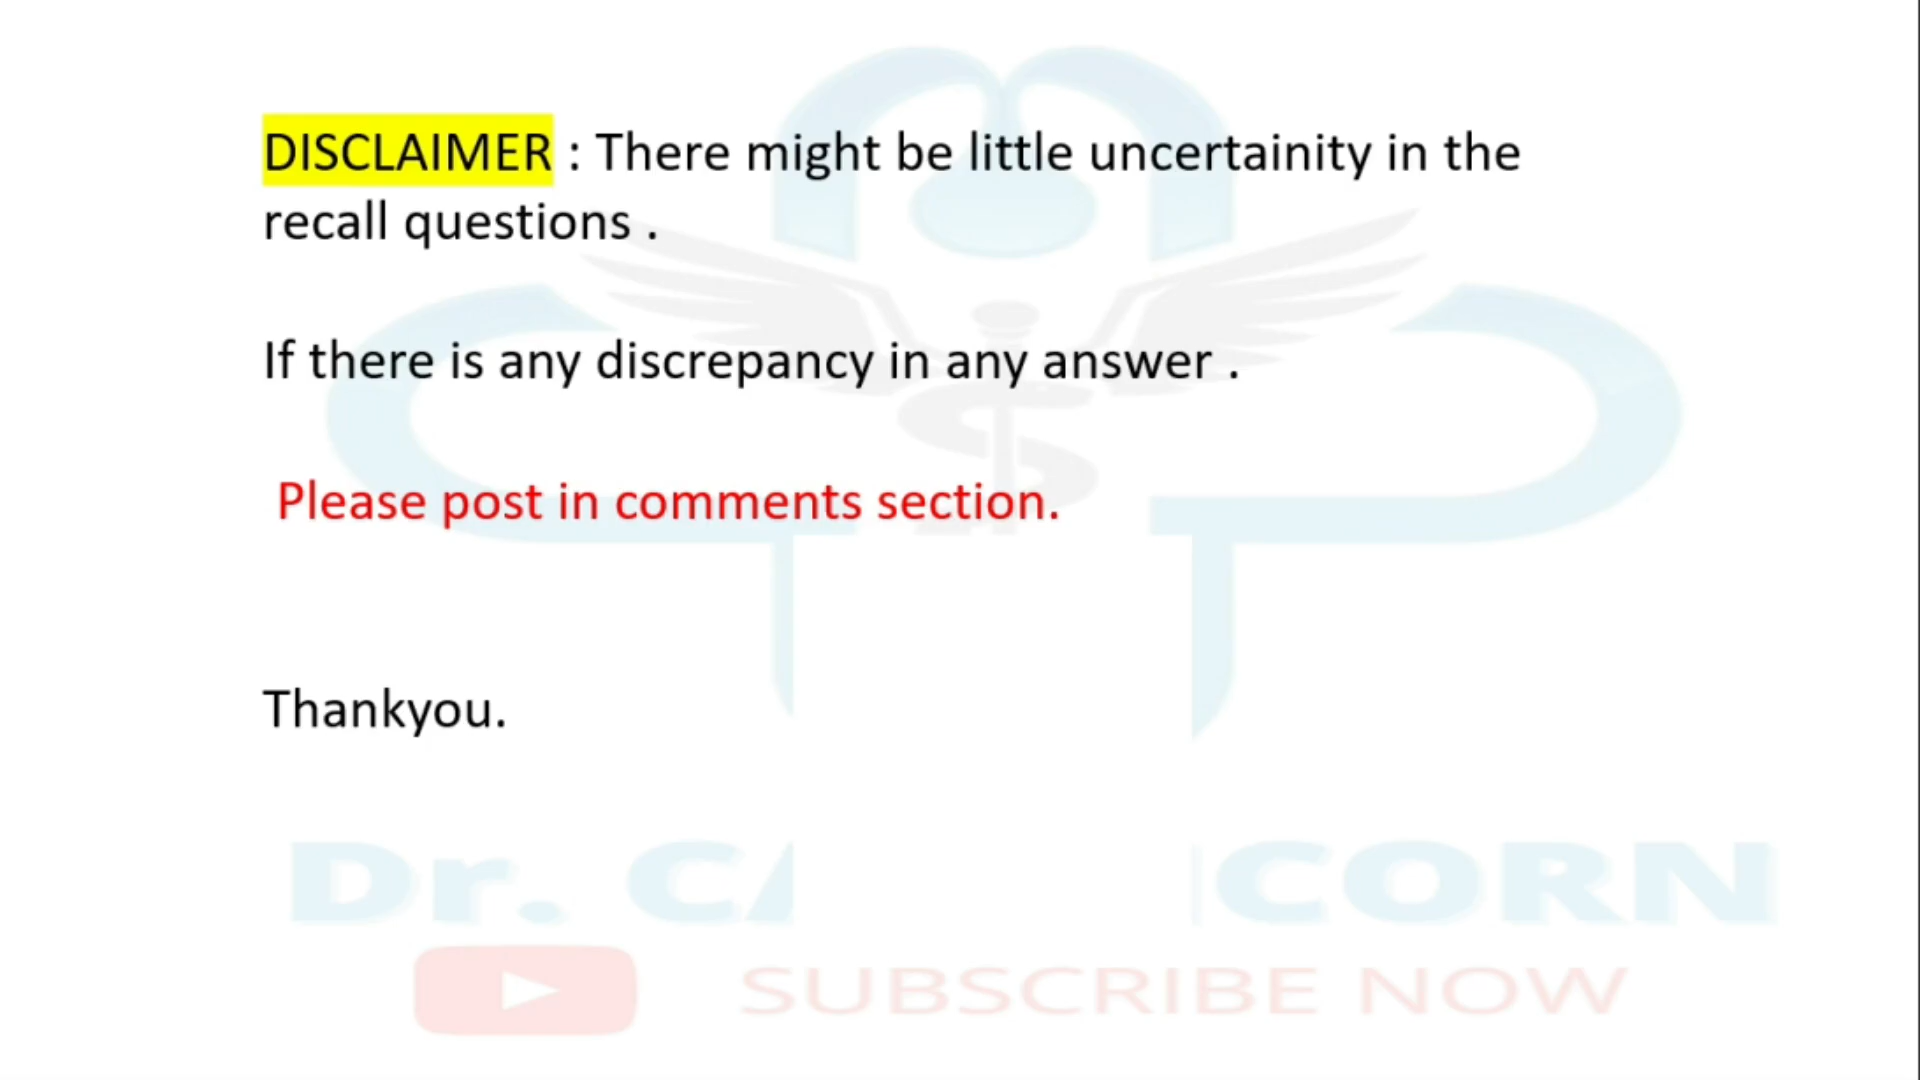 DISCLAIMER : There might be little uncertainity in the
recall questions .
If there is any discrepancy in any answer .
Please post in comments section.
Thankyou.
Dr. CA CORN
SUBSCRIBE NOW